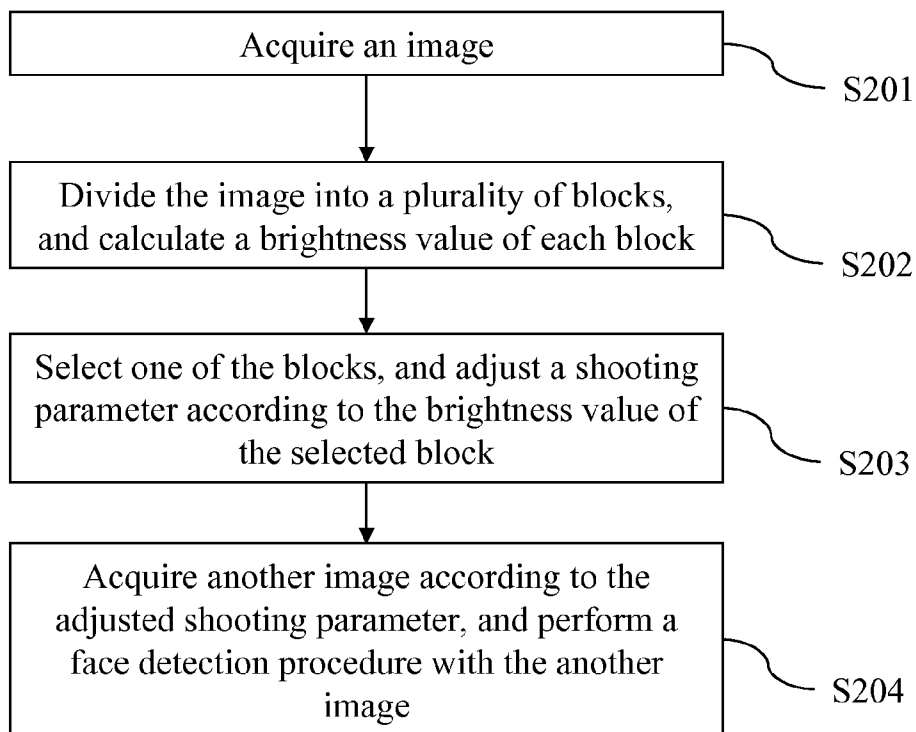 Acquire an image
S201
Divide the image into a plurality of blocks,
and calculate a brightness value of each block
S202
Select one of the blocks, and adjust a shooting
parameter according to the brightness value of
the selected block
S203
Acquire another image according to the
adjusted shooting parameter, and perform a
face detection procedure with the another
image
S204